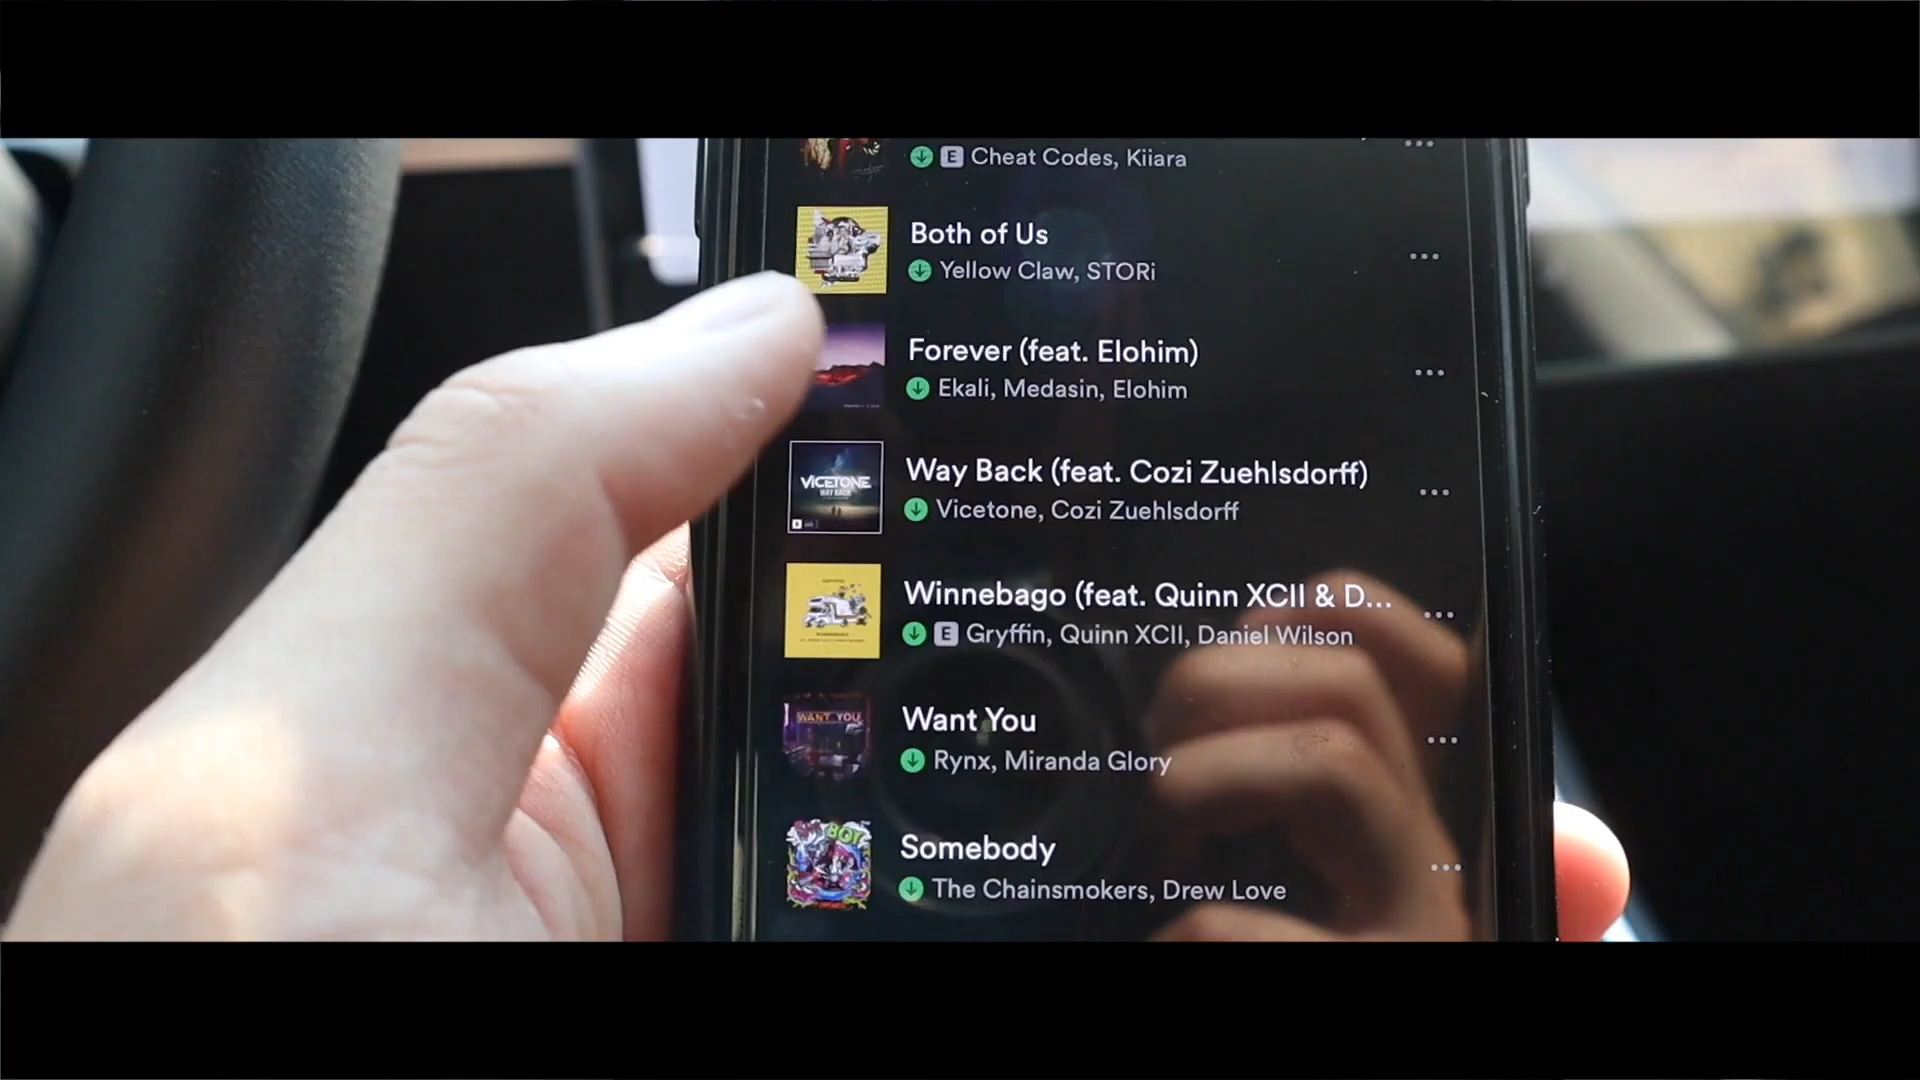 E Cheat Codes, Kiiara
Both of Us
Yellow Claw, STORi
Forever (feat. Elohim)
Ekali, Medasin, Elohim
VICETONE
WAY BACK
Way Back (feat. Cozi Zuehlsdorff)
Vicetone, Cozi Zuehlsdorff
Winnebago (feat. Quinn XCII & D...
E Gryffin, Quinn XCII, Daniel Wilson
WANT YOU
Want You
Rynx, Miranda Glory
Somebody
The Chainsmokers, Drew Love